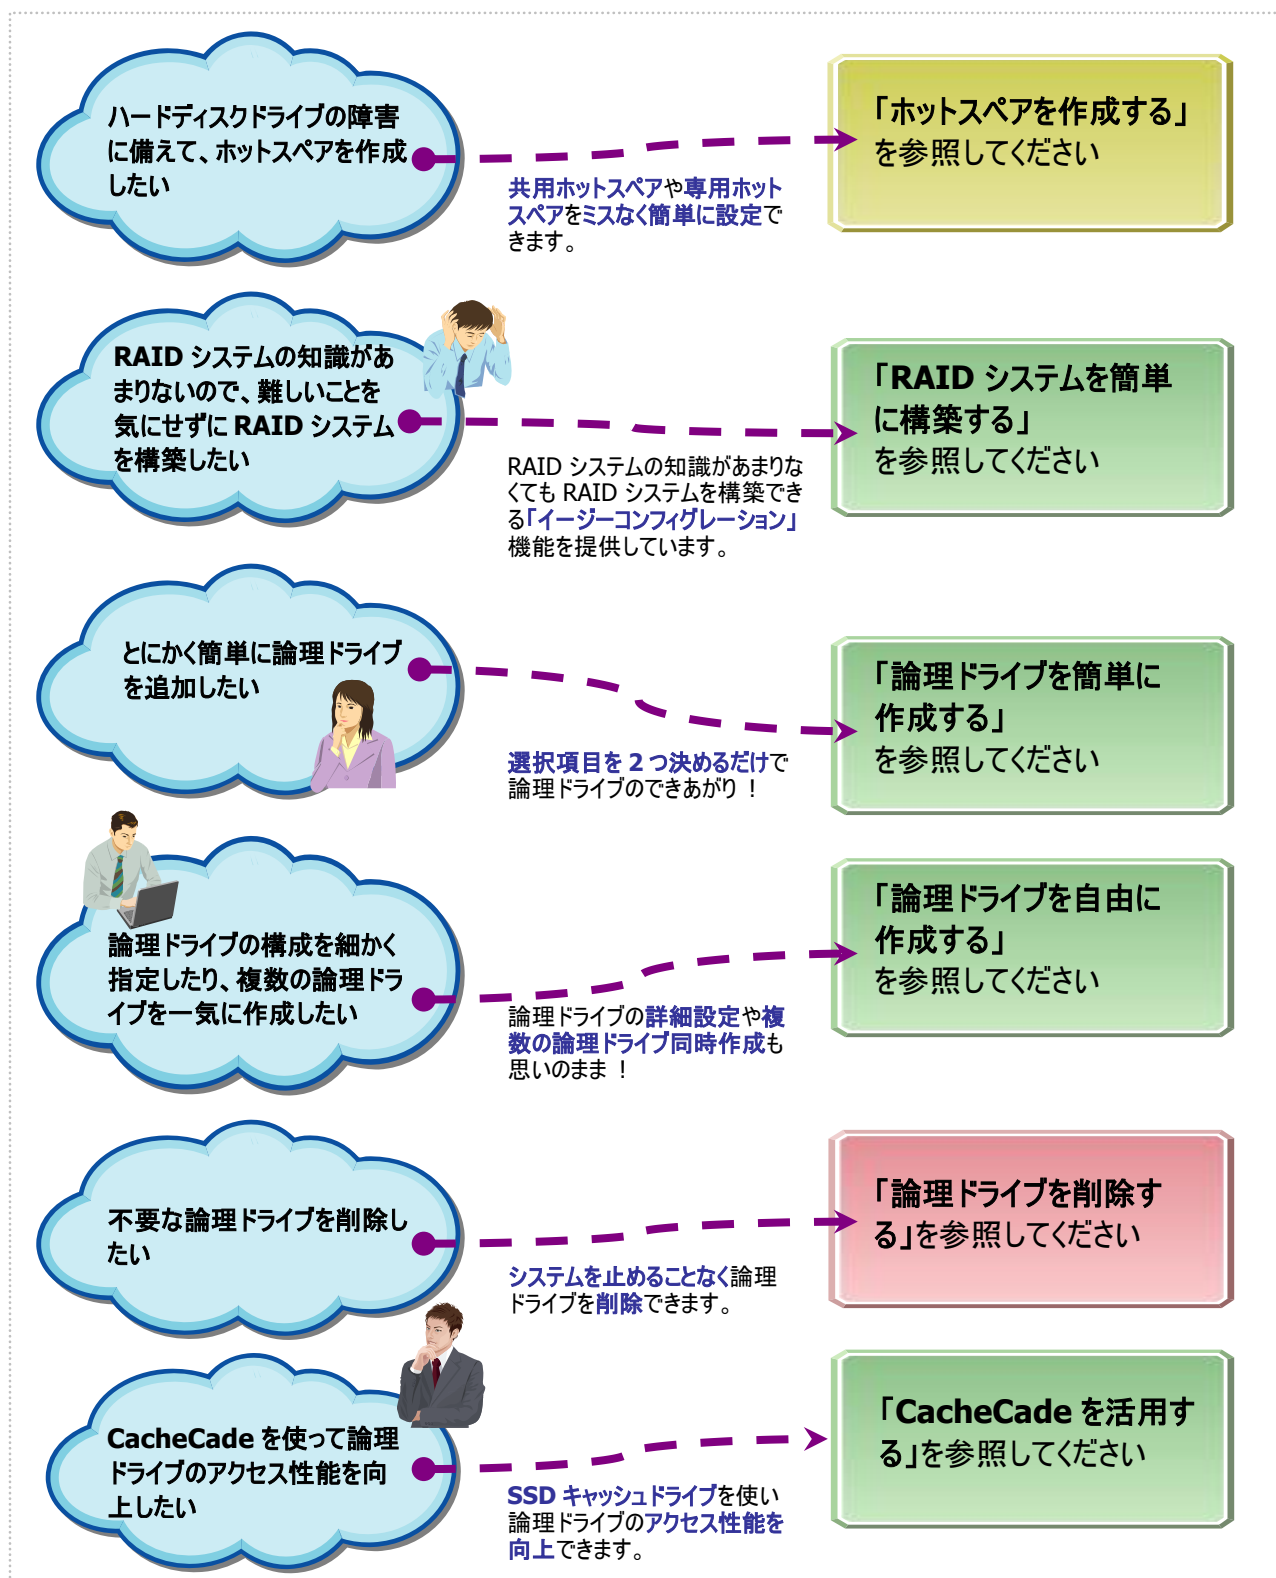 ハードディスクドライブの障害
に備えて、ホットスペアを作成
したい
共用ホットスペアや専用ホット
スペアをミスなく簡単に設定で
きます。
「ホットスペアを作成する」
を参照してください
RAID システムの知識があ
まりないので、難しいことを
気にせずに RAID システム
を構築したい
RAID システムの知識があまりな
くても RAID システムを構築でき
る「イージーコンフィグレーション」
機能を提供しています。
「RAID システムを簡単
に構築する」
を参照してください
とにかく簡単に論理ドライブ
を追加したい
選択項目を 2 つ決めるだけで
論理ドライブのできあがり！
「論理ドライブを簡単に
作成する」
を参照してください
論理ドライブの構成を細かく
指定したり、複数の論理ドラ
イブを一気に作成したい
論理ドライブの詳細設定や複
数の論理ドライブ同時作成も
思いのまま！
「論理ドライブを自由に
作成する」
を参照してください
不要な論理ドライブを削除し
たい
システムを止めることなく論理
ドライブを削除できます。
「論理ドライブを削除す
る」を参照してください
CacheCade を使って論理
ドライブのアクセス性能を向
上したい
SSD キャッシュドライブを使い
論理ドライブのアクセス性能を
向上できます。
「CacheCade を活用す
る」を参照してください